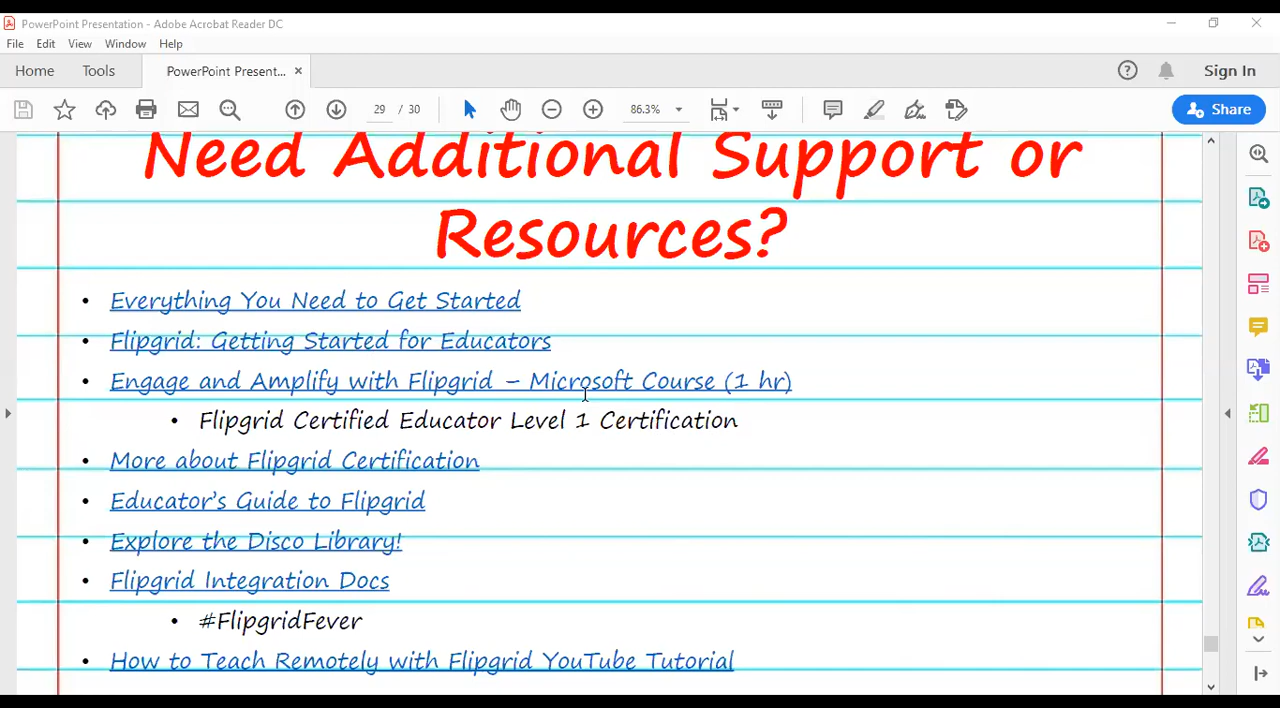 PowerPoint Presentation - Adobe Acrobat Reader DC
File Edit View Window Help
Home Tools PowerPoint Present... ×
Sign In
29 / 30
86.3%
Share
Need Additional Support or
Resources?
• Everything You Need to Get Started
• Flipgrid: Getting Started for Educators
• Engage and Amplify with Flipgrid – Microsoft Course (1 hr)
• Flipgrid Certified Educator Level 1 Certification
• More about Flipgrid Certification
• Educator's Guide to Flipgrid
• Explore the Disco Library!
• Flipgrid Integration Docs
• #FlipgridFever
• How to Teach Remotely with Flipgrid YouTube Tutorial